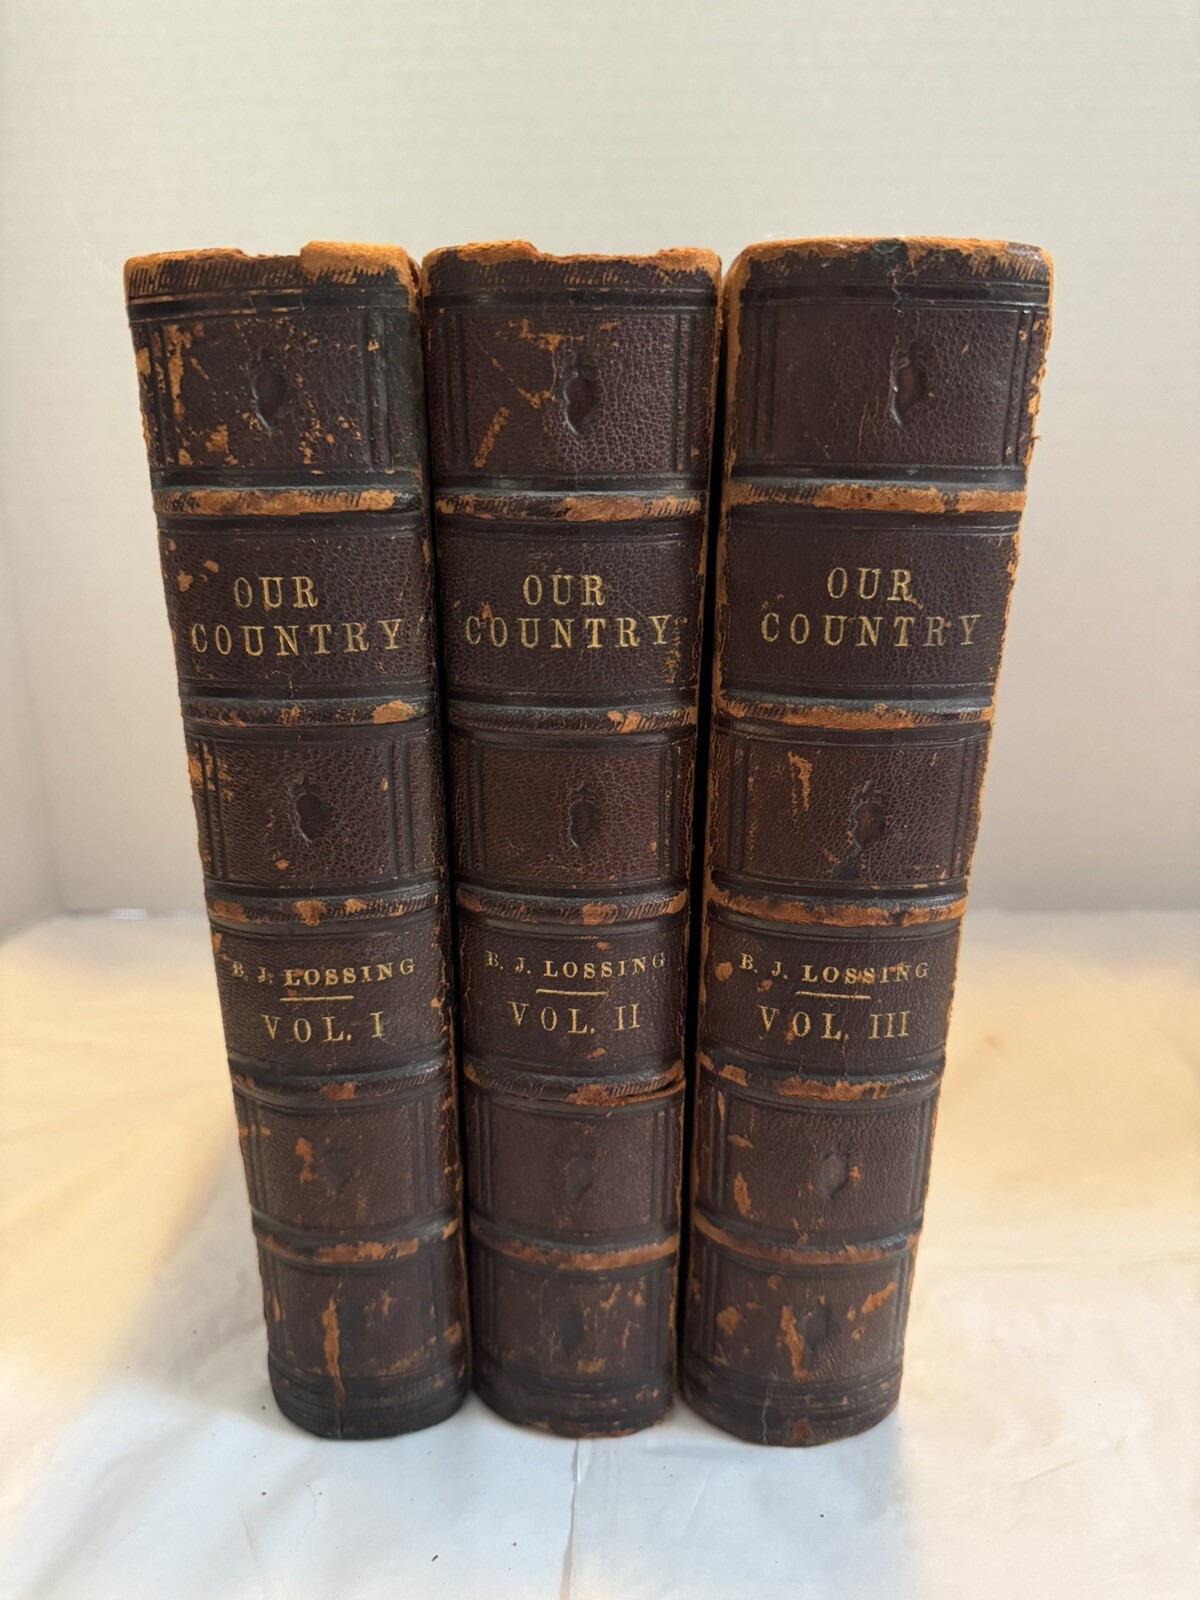 OUR
COUNTRY
B. J. LOSSING
VOL. I
OUR
COUNTRY
B. J. LOSSING
VOL. II
OUR
COUNTRY
B. J. LOSSING
VOL. III